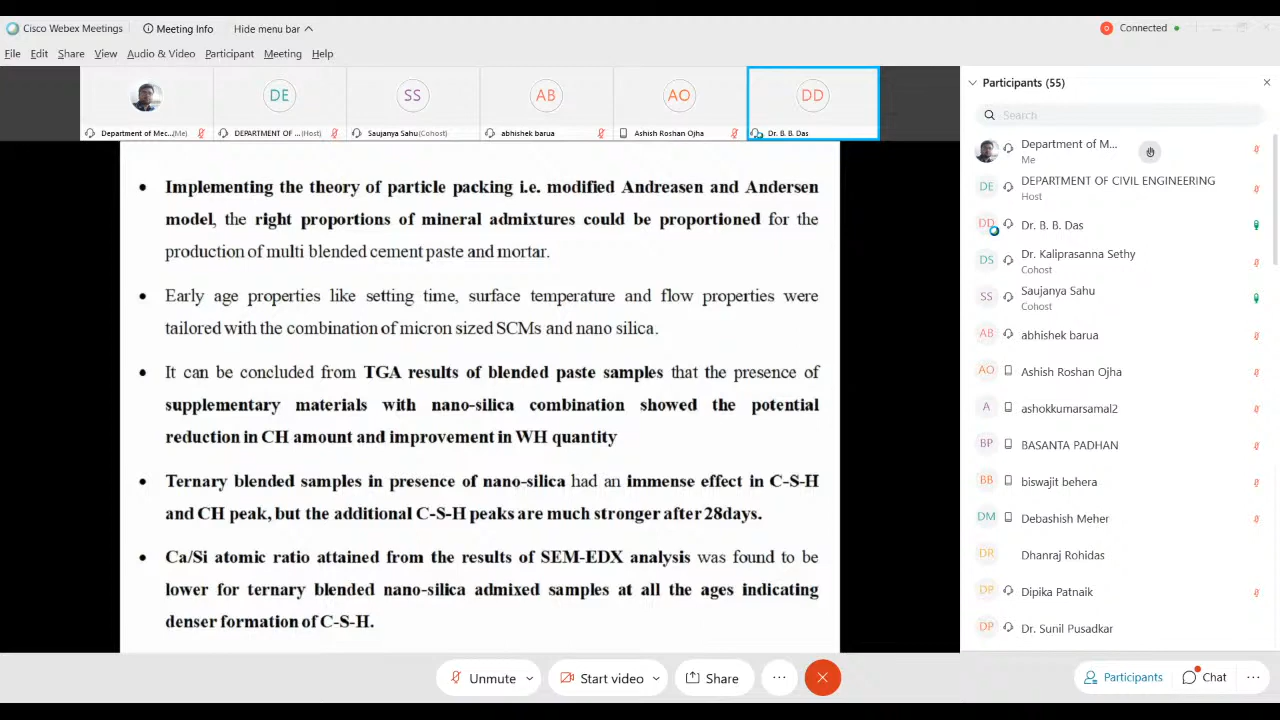 Cisco Webex Meetings
Meeting Info
Hide menu bar
Connected
File Edit Share View Audio & Video Participant Meeting Help
DE
SS
AB
AO
DD
Department of Mec...(Me)
DEPARTMENT OF ...(Host)
Saujanya Sahu(Cohost)
abhishek barua
Ashish Roshan Ojha
Dr. B. B. Das
• Implementing the theory of particle packing i.e. modified Andreasen and Andersen
model, the right proportions of mineral admixtures could be proportioned for the
production of multi blended cement paste and mortar.
• Early age properties like setting time, surface temperature and flow properties were
tailored with the combination of micron sized SCMs and nano silica.
• It can be concluded from TGA results of blended paste samples that the presence of
supplementary materials with nano-silica combination showed the potential
reduction in CH amount and improvement in WH quantity
• Ternary blended samples in presence of nano-silica had an immense effect in C-S-H
and CH peak, but the additional C-S-H peaks are much stronger after 28days.
• Ca/Si atomic ratio attained from the results of SEM-EDX analysis was found to be
lower for ternary blended nano-silica admixed samples at all the ages indicating
denser formation of C-S-H.
Participants (55)
Search
Department of M...
Me
DE DEPARTMENT OF CIVIL ENGINEERING
Host
DD Dr. B. B. Das
DS Dr. Kaliprasanna Sethy
Cohost
SS Saujanya Sahu
Cohost
AB abhishek barua
AO Ashish Roshan Ojha
A ashokkumarsamal2
BP BASANTA PADHAN
BB biswajit behera
DM Debashish Meher
DR Dhanraj Rohidas
DP Dipika Patnaik
DP Dr. Sunil Pusadkar
Unmute
Start video
Share
Participants
Chat